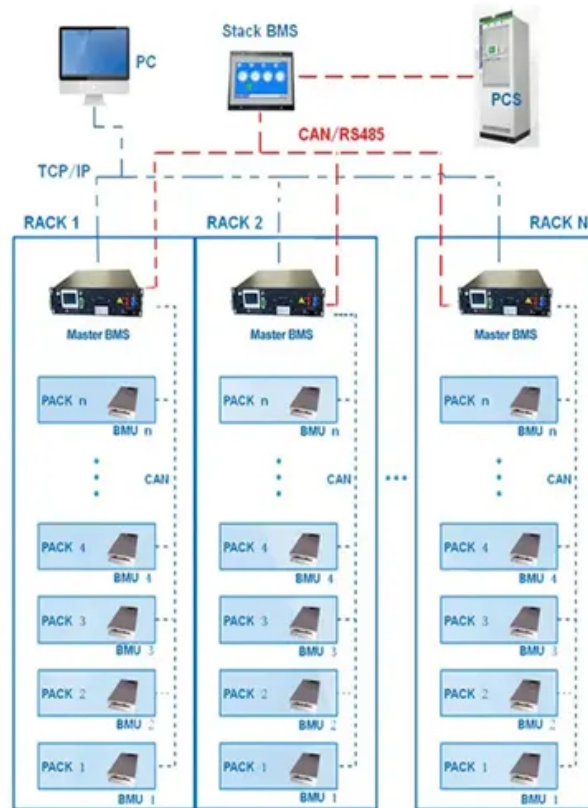 PC
Stack BMS
PCS
CAN/RS485
TCP/IP
RACK 1
RACK 2
RACK N
Master BMS
Master BMS
Master BMS
PACK n
BMU n
PACK n
BMU n
PACK n
BMU n
CAN
CAN
CAN
PACK 4
BMU 4
PACK 4
BMU 4
PACK 4
BMU 4
PACK 3
BMU 3
PACK 3
BMU 3
PACK 3
BMU 3
PACK 2
BMU 2
PACK 2
BMU 2
PACK 2
BMU 2
PACK 1
BMU 1
PACK 1
BMU 1
PACK 1
BMU 1